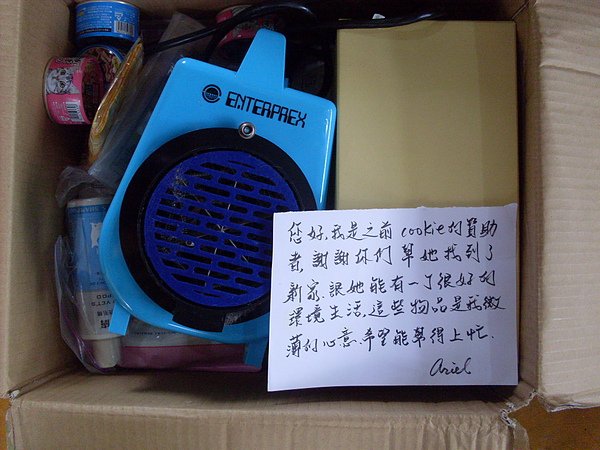 ENTERPREX
您好,我是之前 cookie的買助
者,謝謝你們 幫她找到了
新家.讓她能有一個很好的
環境生活.這些物品是我微
薄的心意.希望能幫得上忙.
Ariel
VET'S